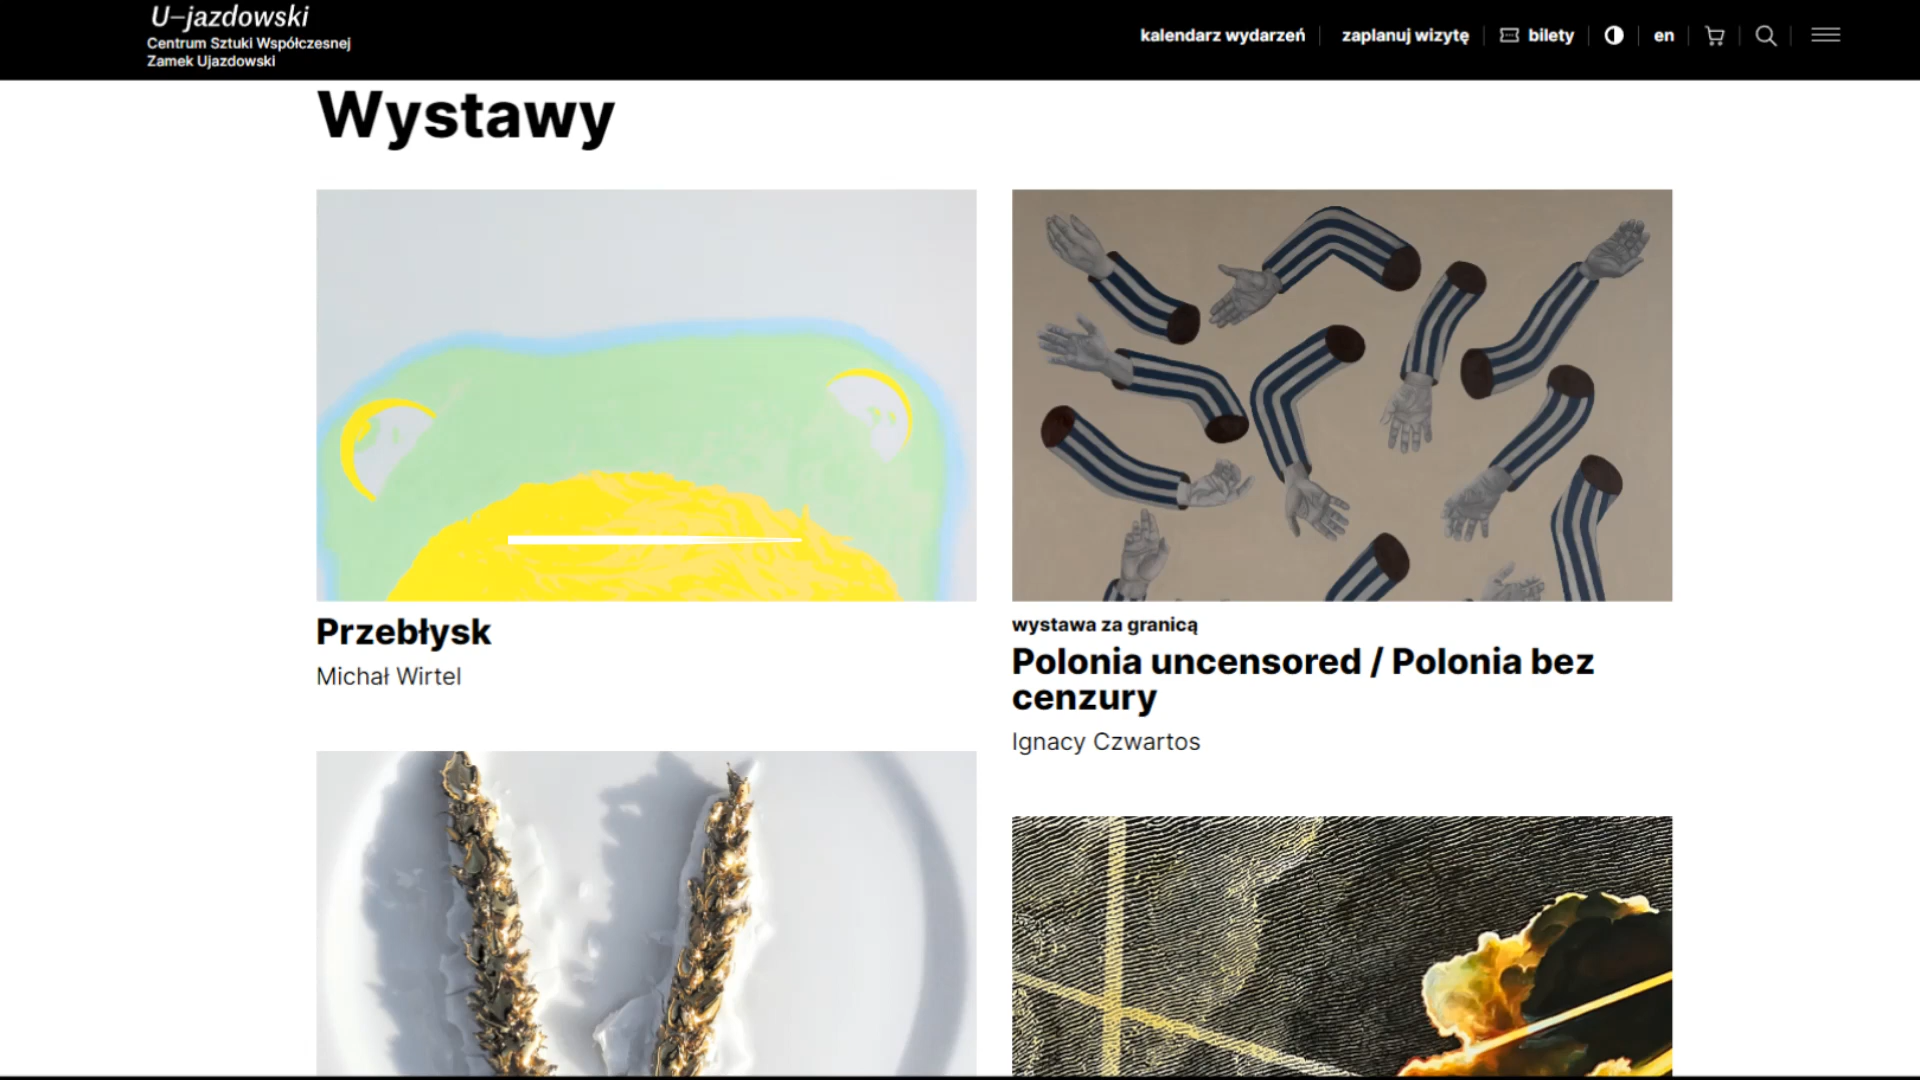 U–jazdowski
Centrum Sztuki Współczesnej
Zamek Ujazdowski
kalendarz wydarzeń
zaplanuj wizytę
bilety
en
Wystawy
Przebłysk
Michał Wirtel
wystawa za granicą
Polonia uncensored / Polonia bez
cenzury
Ignacy Czwartos